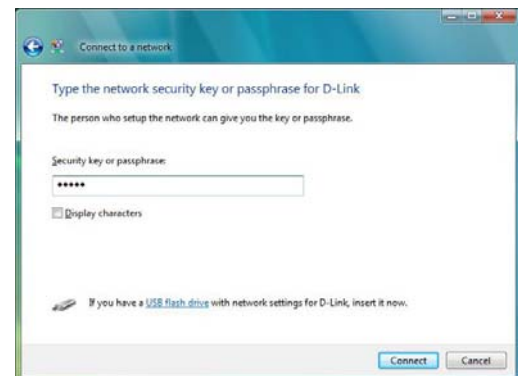 Connect to a network
Type the network security key or passphrase for D-Link
The person who setup the network can give you the key or passphrase.
Security key or passphrase:
•••••
Display characters
If you have a USB flash drive with network settings for D-Link, insert it now.
Connect Cancel